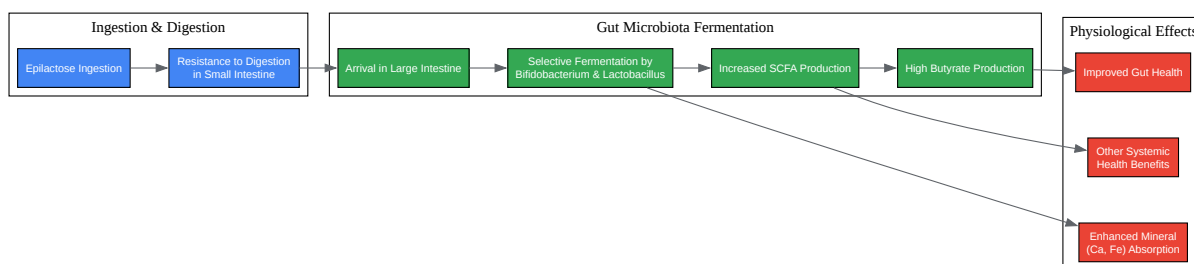 Ingestion & Digestion
Epilactose Ingestion
Resistance to Digestion
in Small Intestine
Gut Microbiota Fermentation
Arrival in Large Intestine
Selective Fermentation by
Bifidobacterium & Lactobacillus
Increased SCFA Production
High Butyrate Production
Physiological Effects
Improved Gut Health
Other Systemic
Health Benefits
Enhanced Mineral
(Ca, Fe) Absorption